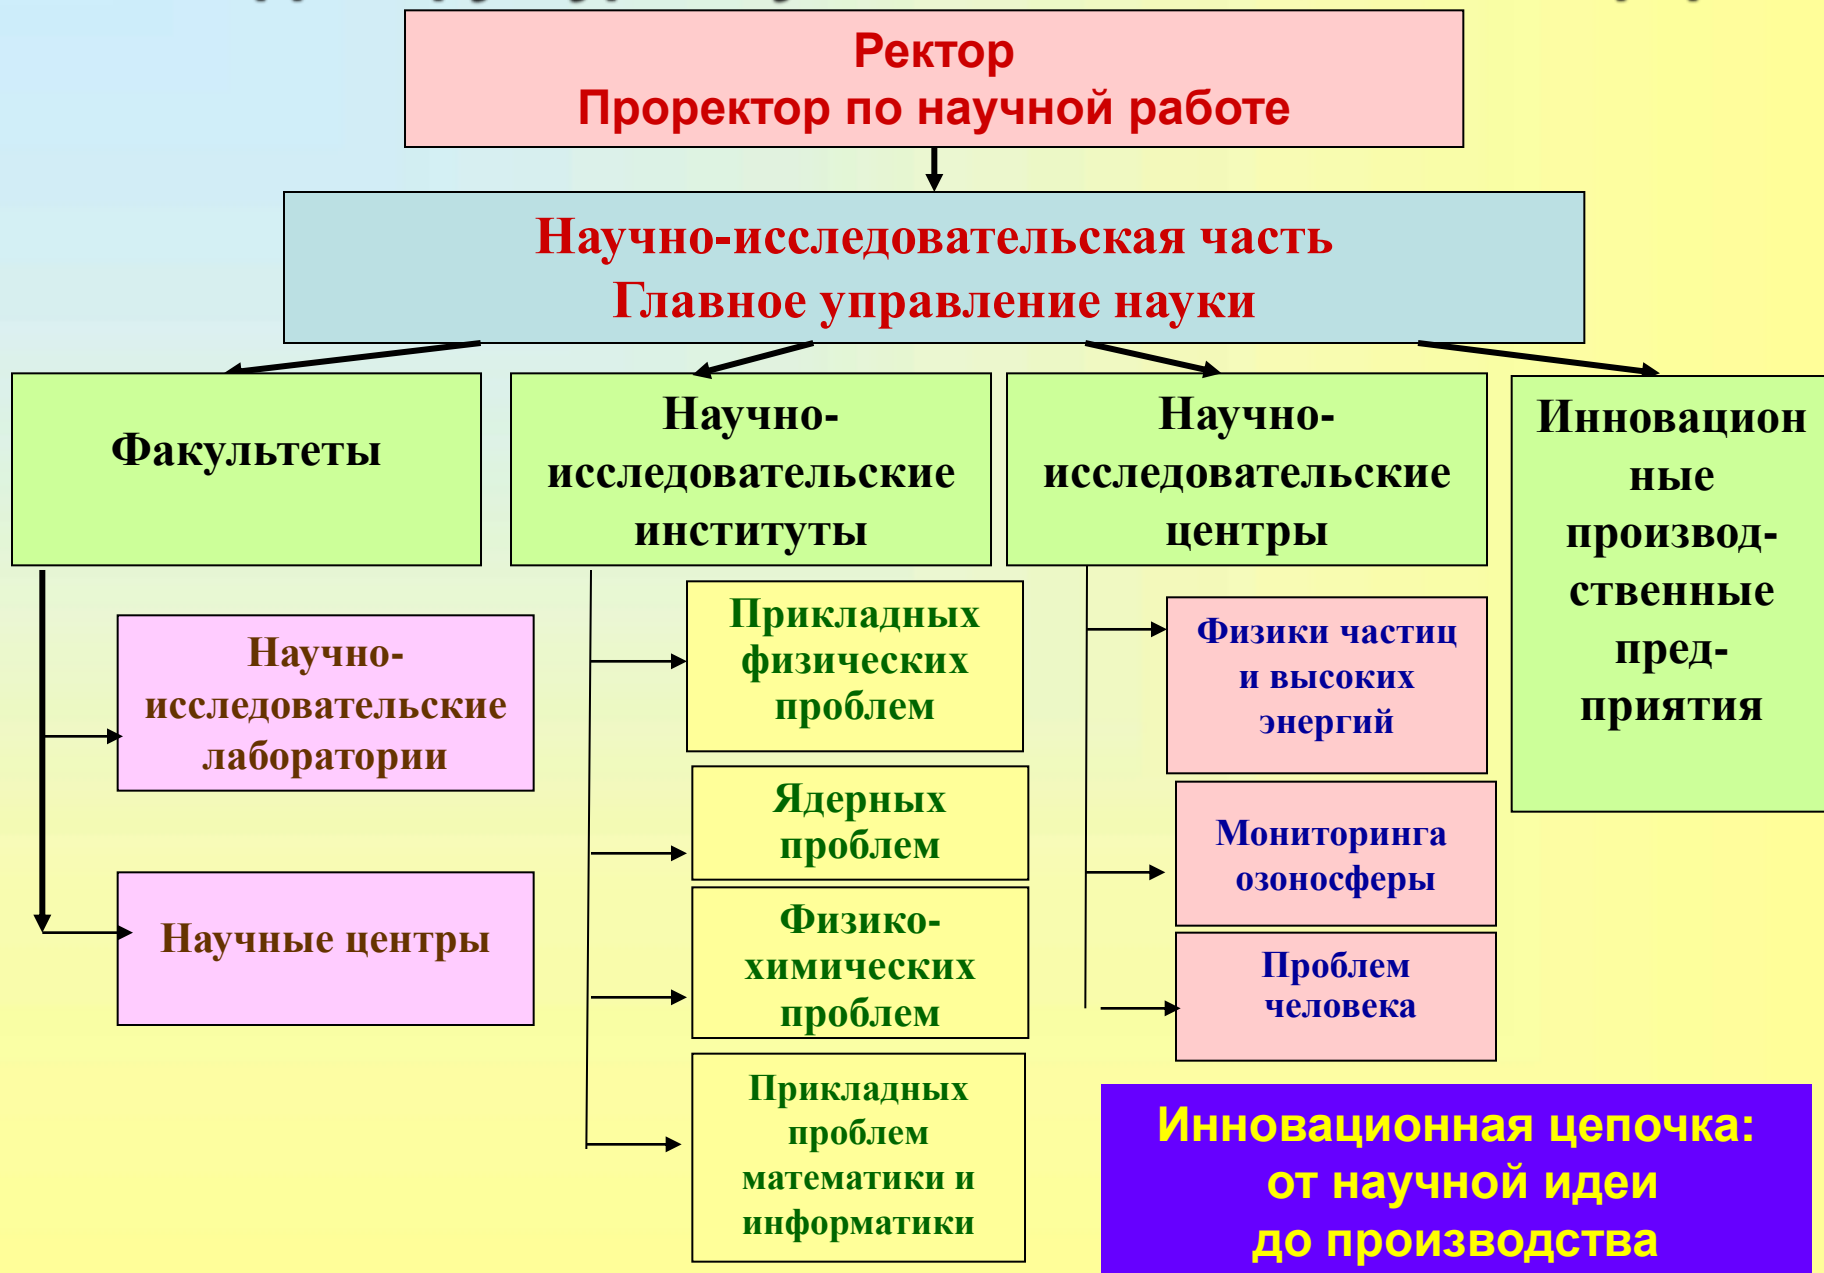 Ректор
Проректор по научной работе
Научно-исследовательская часть
Главное управление науки
Факультеты
Научно-
исследовательские
институты
Научно-
исследовательские
центры
Инновацион
ные
производ-
ственные
пред-
приятия
Научно-
исследовательские
лаборатории
Научные центры
Прикладных
физических
проблем
Ядерных
проблем
Физико-
химических
проблем
Прикладных
проблем
математики и
информатики
Физики частиц
и высоких
энергий
Мониторинга
озоносферы
Проблем
человека
Инновационная цепочка:
от научной идеи
до производства